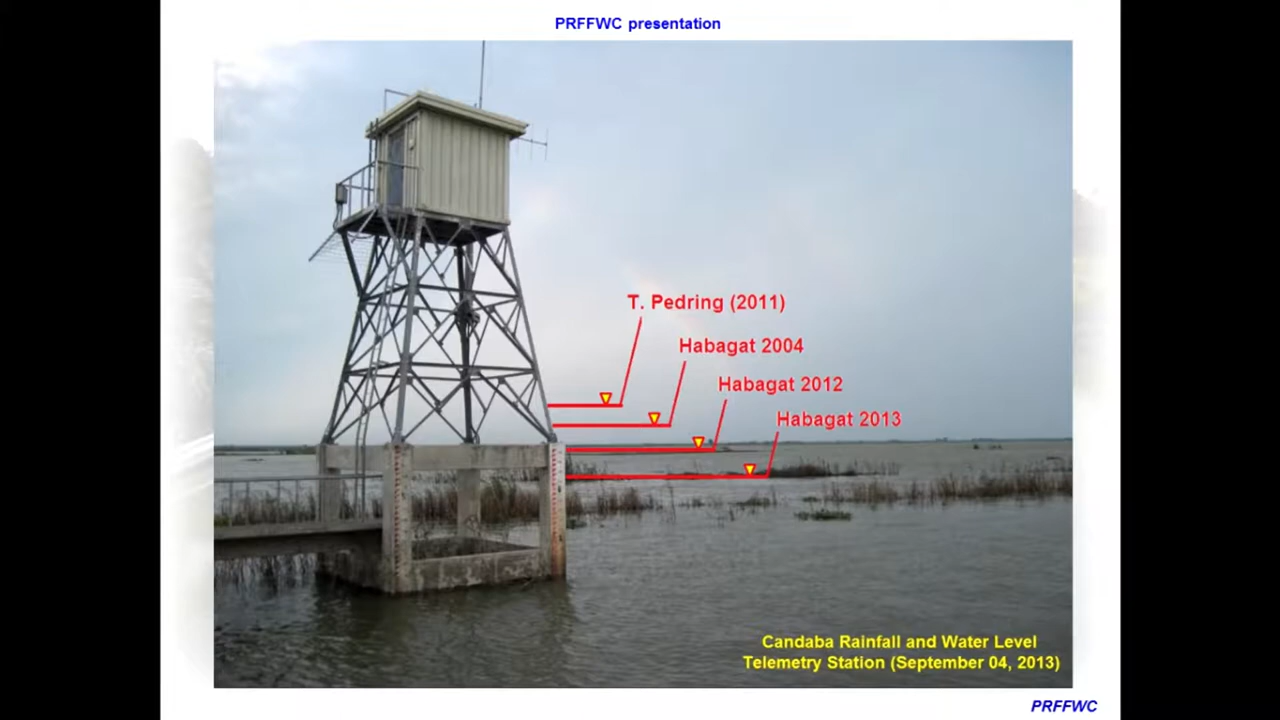 PRFFWC presentation
T. Pedring (2011)
Habagat 2004
Habagat 2012
Habagat 2013
Candaba Rainfall and Water Level
Telemetry Station (September 04, 2013)
PRFFWC